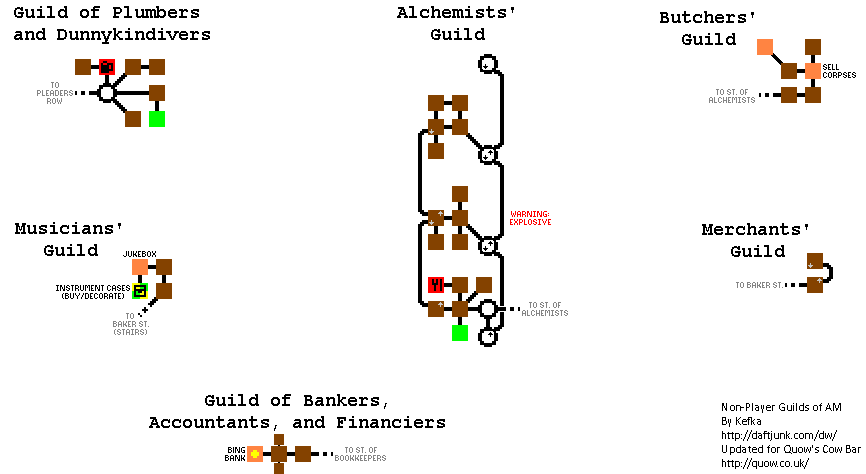 Guild of Plumbers
and Dunnykindivers
TO
PLEADERS
ROW
Alchemists'
Guild
WARNING:
EXPLOSIVE
TO ST. OF
ALCHEMISTS
Butchers'
Guild
SELL
CORPSES
TO ST. OF
ALCHEMISTS
Musicians'
Guild
JUKEBOX
INSTRUMENT CASES
(BUY/DECORATE)
TO
BAKER ST.
(STAIRS)
Merchants'
Guild
TO BAKER ST.
Guild of Bankers,
Accountants, and Financiers
BING
BANK
TO ST. OF
BOOKKEEPERS
Non-Player Guilds of AM
By Kefka
http://daftjunk.com/dw/
Updated for Quow's Cow Bar
http://quow.co.uk/